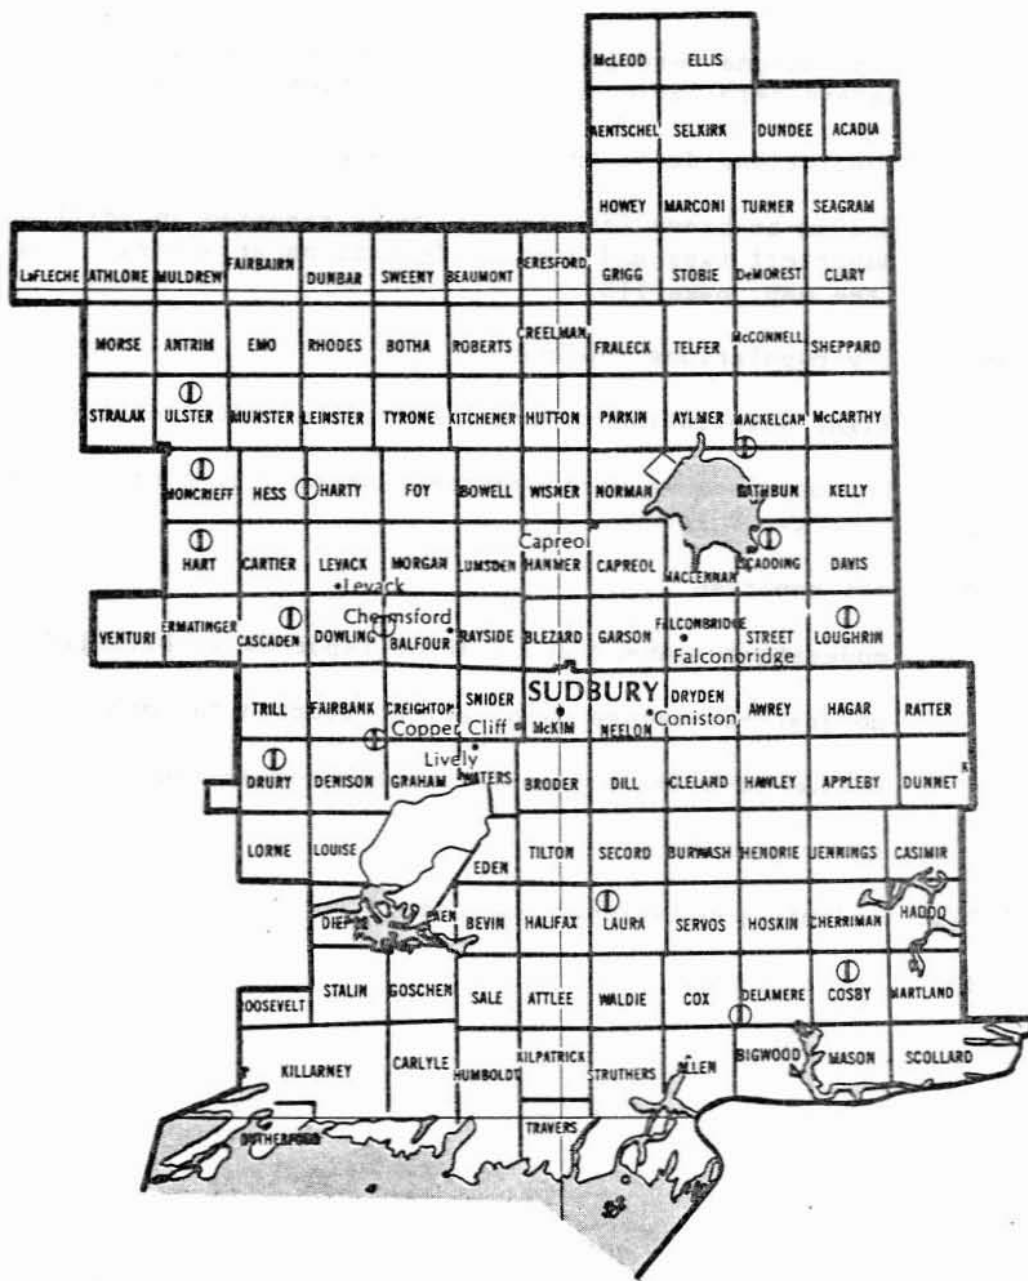 McLEOD ELLIS
AENTSCHEL SELKIRK DUNDEE ACADIA
HOWEY MARCONI TURNER SEAGRAM
LaFLECHE ATHLONE MULDREW FAIRBAIRN DUNBAR SWEENY BEAUMONT BERESFORD GRIGG STOBIE DeMOREST CLARY
MORSE ANTRIM EMO RHODES BOTHA ROBERTS CREELMAN FRALECK TELFER McCONNELL SHEPPARD
STRALAK ULSTER MUNSTER LEINSTER TYRONE KITCHENER HUTTON PARKIN AYLMER MACKELCAN McCARTHY
MONCRIEFF HESS HARTY FOY BOWELL WISNER NORMAN RATHBUN KELLY
Capreol
HART CARTIER LEVACK MORGAN LUMSDEN HANMER CAPREOL MACLENNAN SCADDING DAVIS
Levack
Chelmsford
VENTURI ERMATINGER CASCADEN DOWLING BALFOUR RAYSIDE BLEZARD GARSON FALCONBRIDGE STREET LOUGHRIN
Falconbridge
SUDBURY
TRILL FAIRBANK CREIGHTON SNIDER McKIM NEELON DRYDEN AWREY HAGAR RATTER
Copper Cliff Coniston
Lively
DRURY DENISON GRAHAM WATERS BRODER DILL CLELAND HAWLEY APPLEBY DUNNET K
LORNE LOUISE EDEN TILTON SECORD BURWASH HENDRIE JENNINGS CASIMIR
BEVIN HALIFAX LAURA SERVOS HOSKIN CHERRIMAN HADDO
ROOSEVELT STALIN GOSCHEN SALE ATTLEE WALDIE COX DELAMERE COSBY MARTLAND
KILLARNEY CARLYLE HUMBOLDT KILPATRICK STRUTHERS ALLEN BIGWOOD MASON SCOLLARD
RUTHERFORD TRAVERS